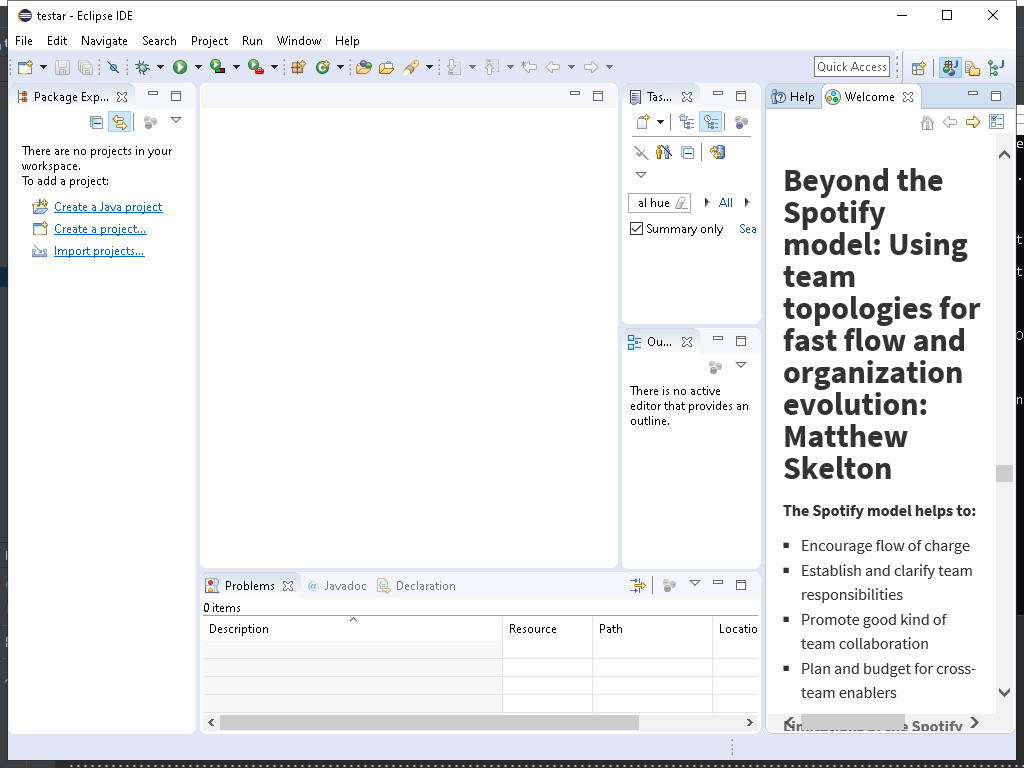 testar - Eclipse IDE
File Edit Navigate Search Project Run Window Help
Quick Access
Package Exp...
There are no projects in your
workspace.
To add a project:
Create a Java project
Create a project...
Import projects...
Tas...
al hue
All
Summary only Sea
Ou...
There is no active
editor that provides an
outline.
Problems @ Javadoc Declaration
0 items
Description Resource Path Locatio
Help Welcome
Beyond the
Spotify
model: Using
team
topologies for
fast flow and
organization
evolution:
Matthew
Skelton
The Spotify model helps to:
▪ Encourage flow of charge
▪ Establish and clarify team
responsibilities
▪ Promote good kind of
team collaboration
▪ Plan and budget for cross-
team enablers
the Spotify